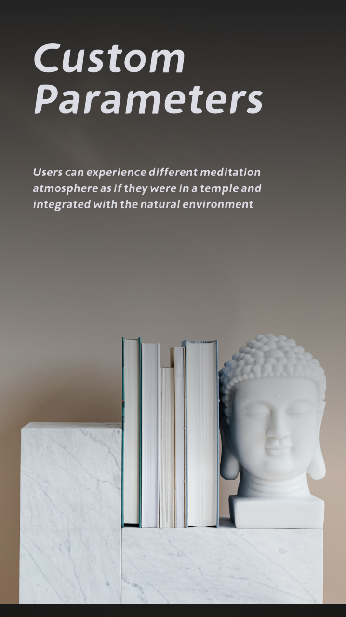 Custom
Parameters
Users can experience different meditation
atmosphere as if they were in a temple and
integrated with the natural environment